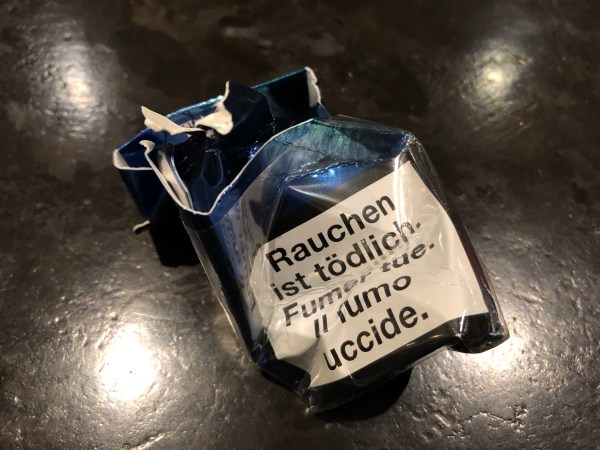 Rauchen
ist tödlich.
Fumer tue.
Il fumo
uccide.